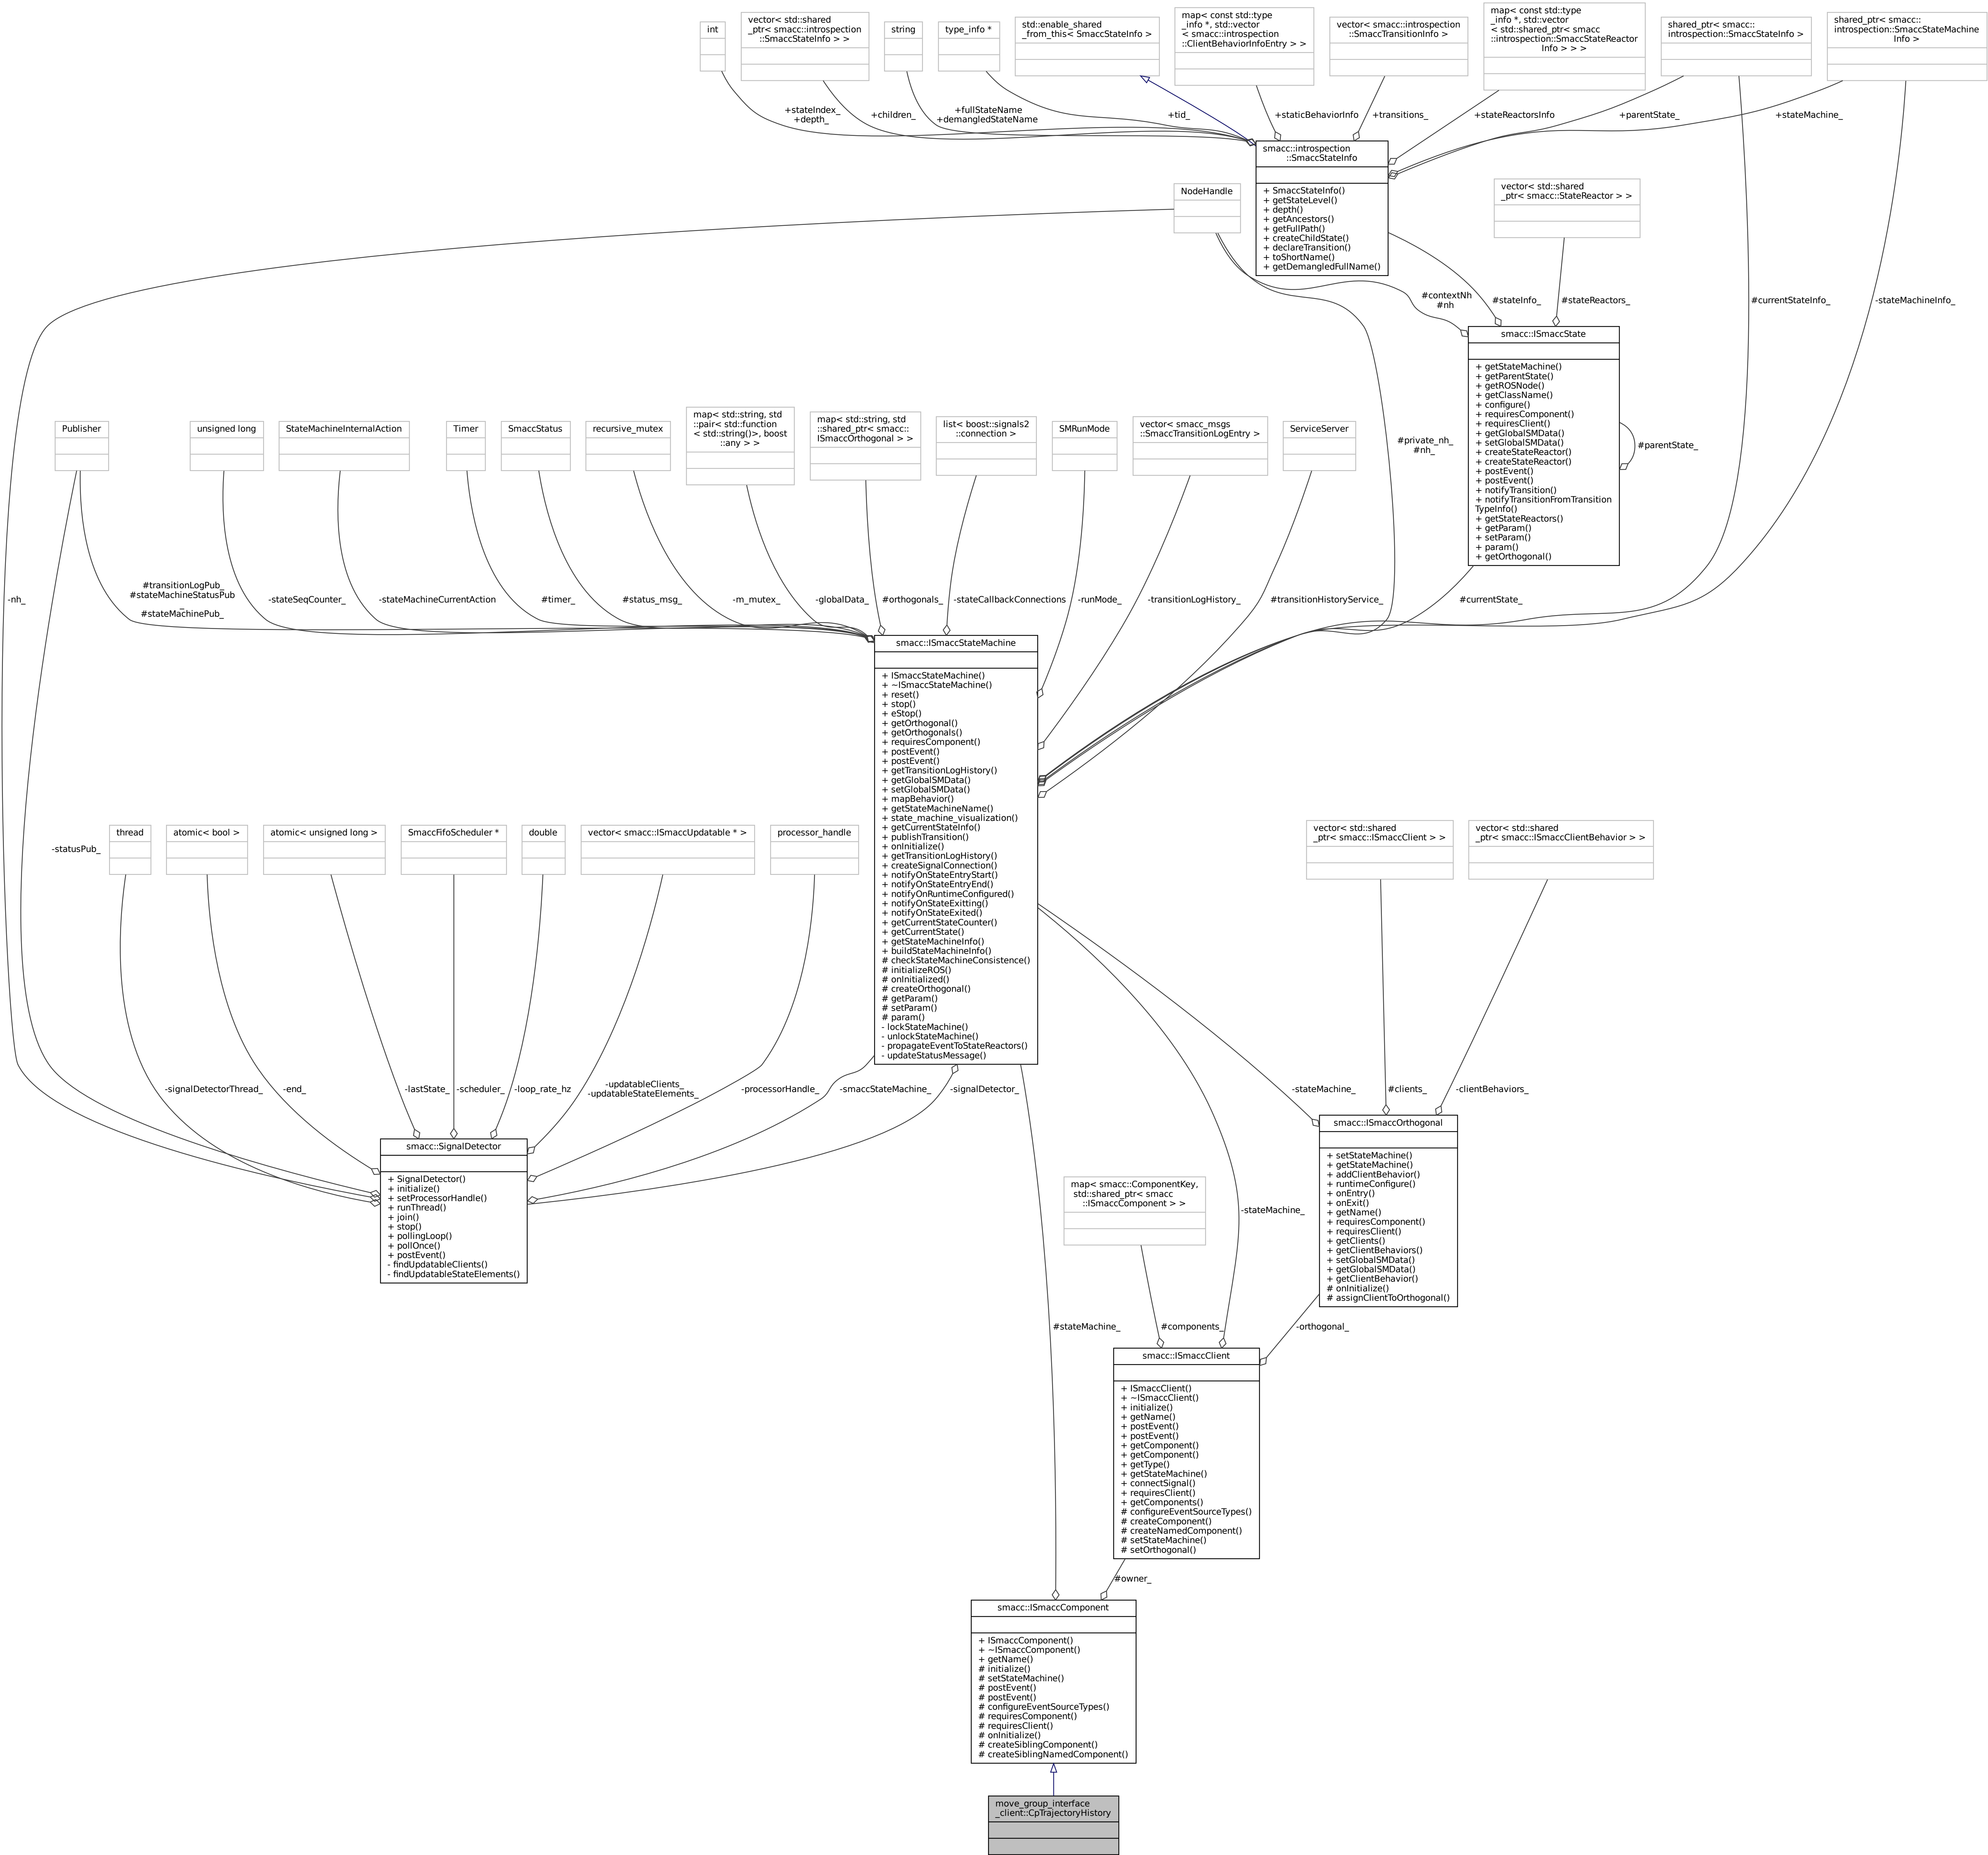 int
vector< std::shared
_ptr< smacc::introspection
::SmaccStateInfo > >
string
type_info *
std::enable_shared
_from_this< SmaccStateInfo >
map< const std::type
_info *, std::vector
< smacc::introspection
::ClientBehaviorInfoEntry > >
vector< smacc::introspection
::SmaccTransitionInfo >
map< const std::type
_info *, std::vector
< std::shared_ptr< smacc
::introspection::SmaccStateReactor
Info > > >
shared_ptr< smacc::
introspection::SmaccStateInfo >
shared_ptr< smacc::
introspection::SmaccStateMachine
Info >
+stateIndex_
+depth_
+children_
+fullStateName
+demangledStateName
+tid_
+staticBehaviorInfo
+transitions_
+stateReactorsInfo
+parentState_
+stateMachine_
smacc::introspection
::SmaccStateInfo
+ SmaccStateInfo()
+ getStateLevel()
+ depth()
+ getAncestors()
+ getFullPath()
+ createChildState()
+ declareTransition()
+ toShortName()
+ getDemangledFullName()
NodeHandle
vector< std::shared
_ptr< smacc::StateReactor > >
#contextNh
#nh
#stateInfo_
#stateReactors_
#currentStateInfo_
-stateMachineInfo_
smacc::ISmaccState
+ getStateMachine()
+ getParentState()
+ getROSNode()
+ getClassName()
+ configure()
+ requiresComponent()
+ requiresClient()
+ getGlobalSMData()
+ setGlobalSMData()
+ createStateReactor()
+ createStateReactor()
+ postEvent()
+ postEvent()
+ notifyTransition()
+ notifyTransitionFromTransition
TypeInfo()
+ getStateReactors()
+ getParam()
+ setParam()
+ param()
+ getOrthogonal()
#parentState_
Publisher
unsigned long
StateMachineInternalAction
Timer
SmaccStatus
recursive_mutex
map< std::string, std
::pair< std::function
< std::string()>, boost
::any > >
map< std::string, std
::shared_ptr< smacc::
ISmaccOrthogonal > >
list< boost::signals2
::connection >
SMRunMode
vector< smacc_msgs
::SmaccTransitionLogEntry >
ServiceServer
#private_nh_
#nh_
-nh_
#transitionLogPub_
#stateMachineStatusPub
_
#stateMachinePub_
-stateSeqCounter_
-stateMachineCurrentAction
#timer_
#status_msg_
-m_mutex_
-globalData_
#orthogonals_
-stateCallbackConnections
-runMode_
-transitionLogHistory_
#transitionHistoryService_
#currentState_
smacc::ISmaccStateMachine
+ ISmaccStateMachine()
+ ~ISmaccStateMachine()
+ reset()
+ stop()
+ eStop()
+ getOrthogonal()
+ getOrthogonals()
+ requiresComponent()
+ postEvent()
+ postEvent()
+ getTransitionLogHistory()
+ getGlobalSMData()
+ setGlobalSMData()
+ mapBehavior()
+ getStateMachineName()
+ state_machine_visualization()
+ getCurrentStateInfo()
+ publishTransition()
+ onInitialize()
+ getTransitionLogHistory()
+ createSignalConnection()
+ notifyOnStateEntryStart()
+ notifyOnStateEntryEnd()
+ notifyOnRuntimeConfigured()
+ notifyOnStateExitting()
+ notifyOnStateExited()
+ getCurrentStateCounter()
+ getCurrentState()
+ getStateMachineInfo()
+ buildStateMachineInfo()
# checkStateMachineConsistence()
# initializeROS()
# onInitialized()
# createOrthogonal()
# getParam()
# setParam()
# param()
- lockStateMachine()
- unlockStateMachine()
- propagateEventToStateReactors()
- updateStatusMessage()
-statusPub_
thread
atomic< bool >
atomic< unsigned long >
SmaccFifoScheduler *
double
vector< smacc::ISmaccUpdatable * >
processor_handle
vector< std::shared
_ptr< smacc::ISmaccClient > >
vector< std::shared
_ptr< smacc::ISmaccClientBehavior > >
-signalDetectorThread_
-end_
-lastState_
-scheduler_
-loop_rate_hz
-updatableClients_
-updatableStateElements_
-processorHandle_
-smaccStateMachine_
-signalDetector_
-stateMachine_
#clients_
-clientBehaviors_
smacc::SignalDetector
+ SignalDetector()
+ initialize()
+ setProcessorHandle()
+ runThread()
+ join()
+ stop()
+ pollingLoop()
+ pollOnce()
+ postEvent()
- findUpdatableClients()
- findUpdatableStateElements()
smacc::ISmaccOrthogonal
+ setStateMachine()
+ getStateMachine()
+ addClientBehavior()
+ runtimeConfigure()
+ onEntry()
+ onExit()
+ getName()
+ requiresComponent()
+ requiresClient()
+ getClients()
+ getClientBehaviors()
+ setGlobalSMData()
+ getGlobalSMData()
+ getClientBehavior()
# onInitialize()
# assignClientToOrthogonal()
map< smacc::ComponentKey,
std::shared_ptr< smacc
::ISmaccComponent > >
-stateMachine_
#stateMachine_
#components_
-orthogonal_
smacc::ISmaccClient
+ ISmaccClient()
+ ~ISmaccClient()
+ initialize()
+ getName()
+ postEvent()
+ postEvent()
+ getComponent()
+ getComponent()
+ getType()
+ getStateMachine()
+ connectSignal()
+ requiresClient()
+ getComponents()
# configureEventSourceTypes()
# createComponent()
# createNamedComponent()
# setStateMachine()
# setOrthogonal()
#owner_
smacc::ISmaccComponent
+ ISmaccComponent()
+ ~ISmaccComponent()
+ getName()
# initialize()
# setStateMachine()
# postEvent()
# postEvent()
# configureEventSourceTypes()
# requiresComponent()
# requiresClient()
# onInitialize()
# createSiblingComponent()
# createSiblingNamedComponent()
move_group_interface
_client::CpTrajectoryHistory